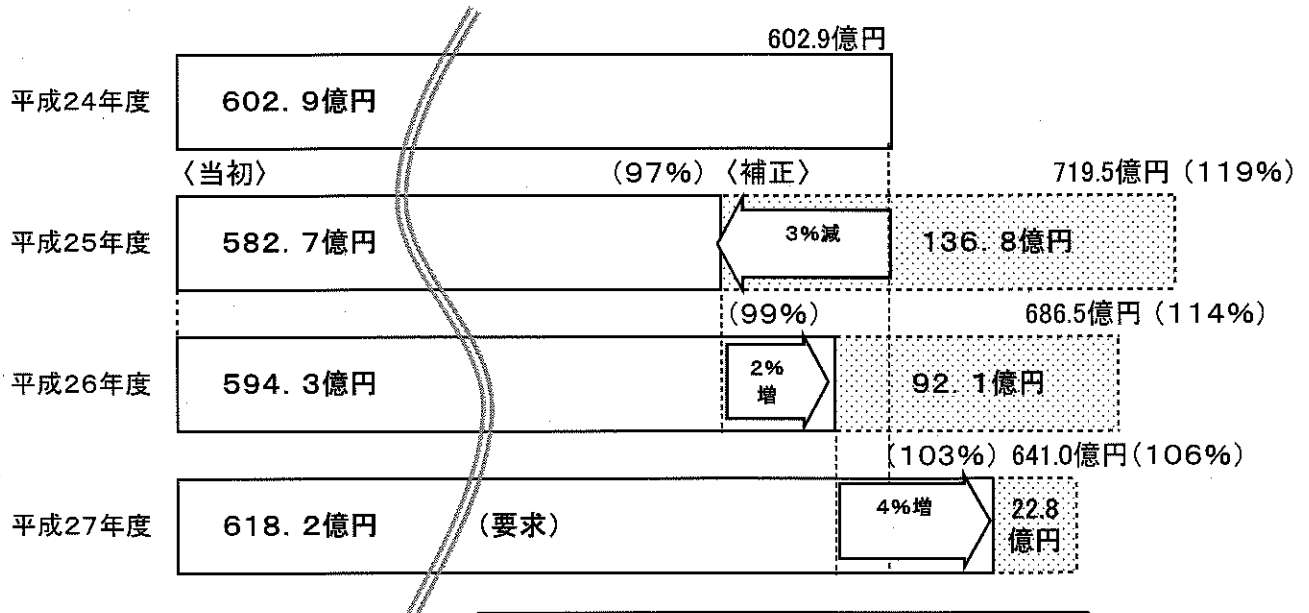 602.9億円
平成24年度 602.9億円
〈当初〉 (97%) 〈補正〉 719.5億円 (119%)
平成25年度 582.7億円 3%減 136.8億円
(99%) 686.5億円 (114%)
平成26年度 594.3億円 2%増 92.1億円
(103%) 641.0億円(106%)
平成27年度 618.2億円 (要求) 4%増 22.8億円